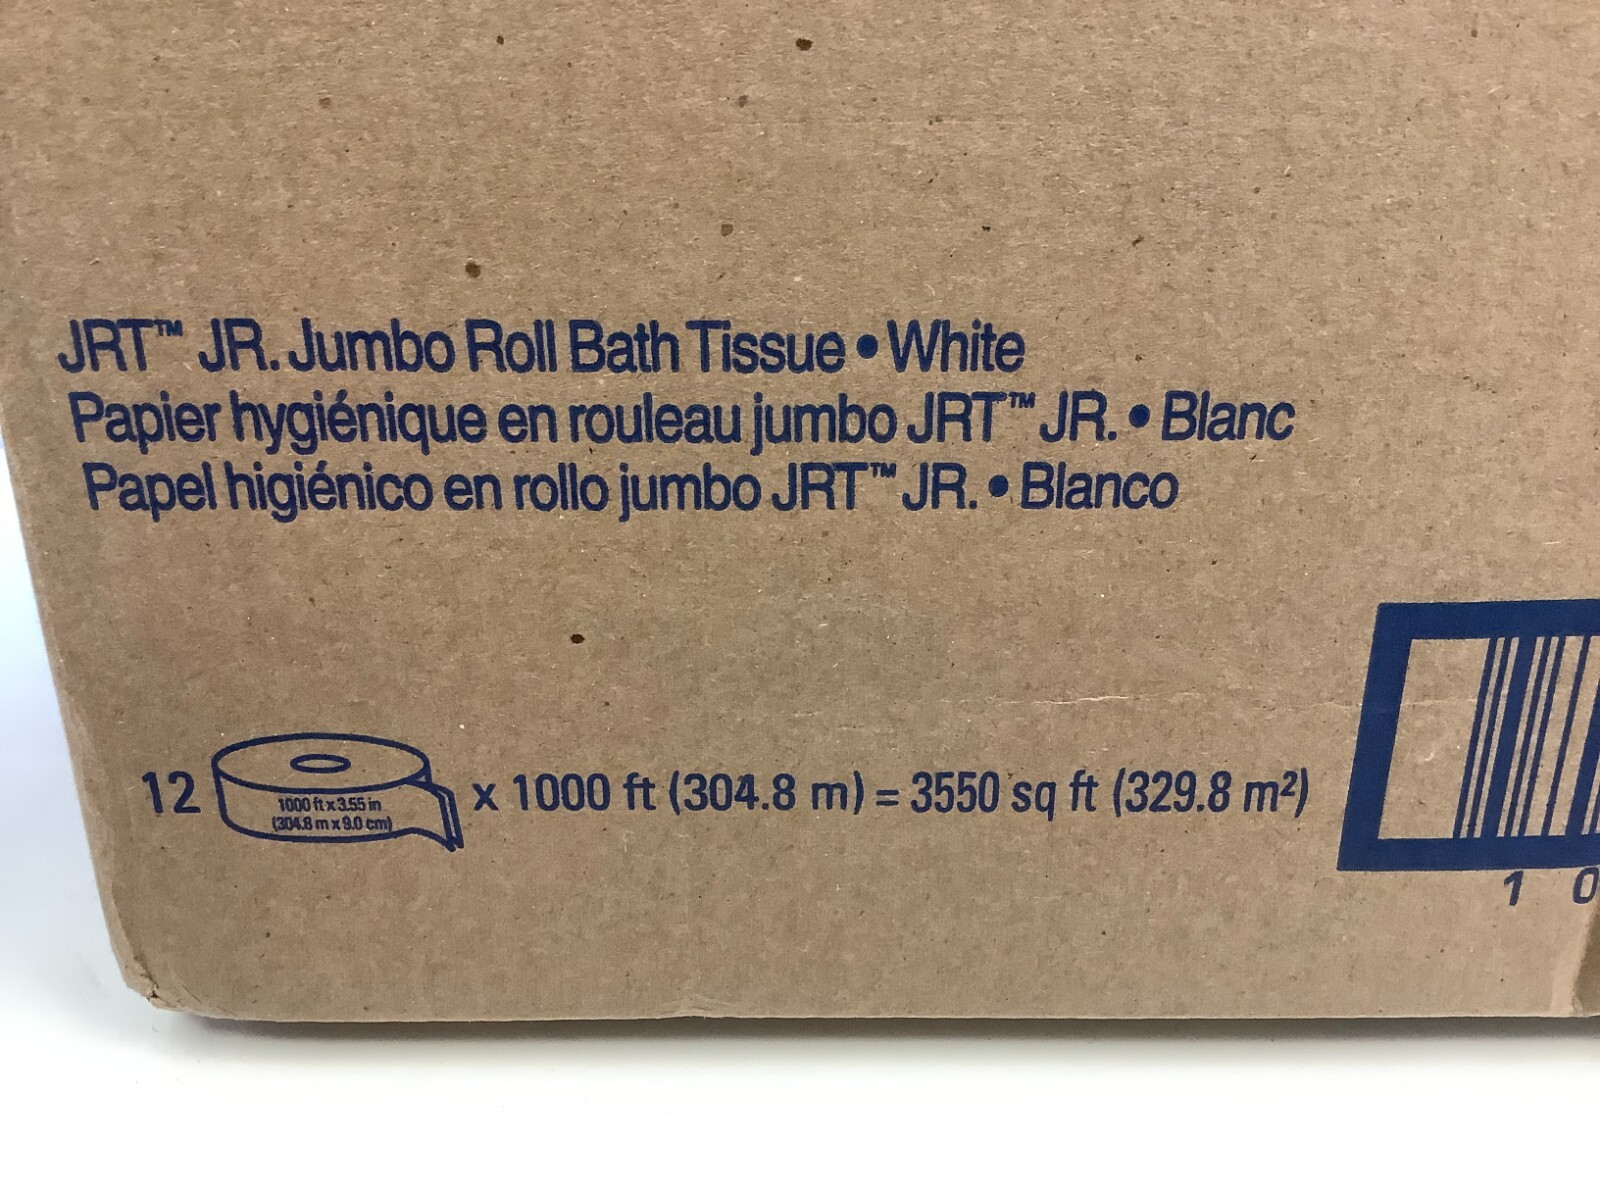 JRT™ JR. Jumbo Roll Bath Tissue • White
Papier hygiénique en rouleau jumbo JRT™ JR. • Blanc
Papel higiénico en rollo jumbo JRT™ JR. • Blanco
12 x 1000 ft (304.8 m) = 3550 sq ft (329.8 m²)
1000 ft x 3.55 in
(304.8 m x 9.0 cm)
1 0